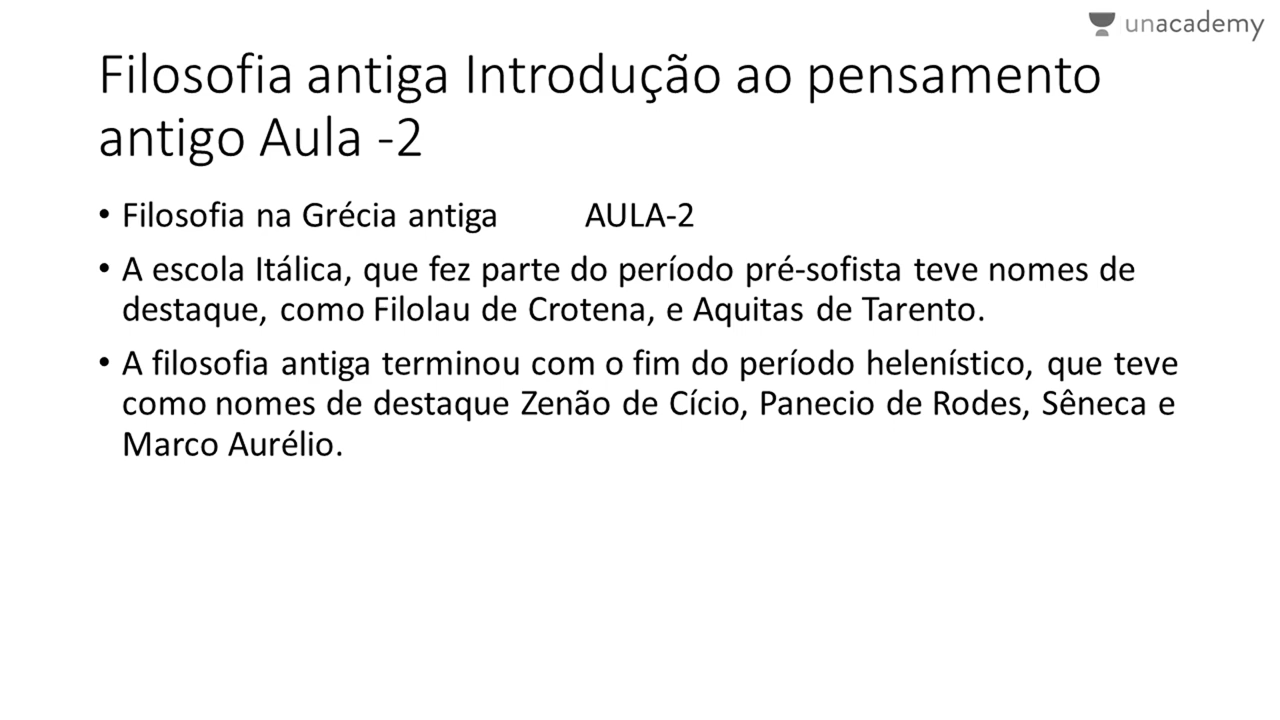 unacademy
Filosofia antiga Introdução ao pensamento
antigo Aula -2
• Filosofia na Grécia antiga AULA-2
• A escola Itálica, que fez parte do período pré-sofista teve nomes de
destaque, como Filolau de Crotena, e Aquitas de Tarento.
• A filosofia antiga terminou com o fim do período helenístico, que teve
como nomes de destaque Zenão de Cício, Panecio de Rodes, Sêneca e
Marco Aurélio.